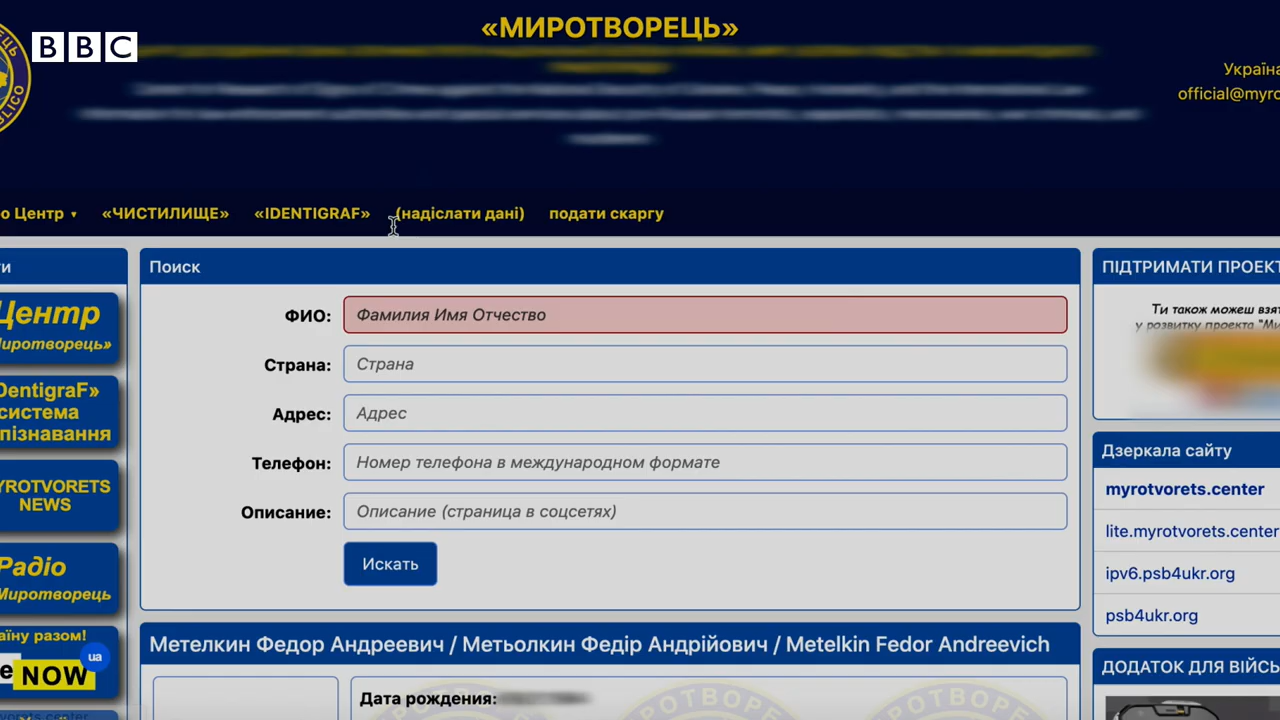 «МИРОТВОРЕЦЬ»
BBC
Україна
official@myro
о Центр ▾ «ЧИСТИЛИЩЕ» «IDENTIGRAF» (надіслати дані) подати скаргу
Поиск
ФИО: Фамилия Имя Отчество
Страна: Страна
Адрес: Адрес
Телефон: Номер телефона в международном формате
Описание: Описание (страница в соцсетях)
Искать
Метелкин Федор Андреевич / Метьолкин Федір Андрійович / Metelkin Fedor Andreevich
Дата рождения:
Центр
Миротворець»
DentigraF»
система
пізнавання
YROTVORETS
NEWS
Радіо
Миротворець
аїну разом!
ua
e NOW
ПІДТРИМАТИ ПРОЕКТ
Ти також можеш взят
у розвитку проекта "Ми
Дзеркала сайту
myrotvorets.center
lite.myrotvorets.center
ipv6.psb4ukr.org
psb4ukr.org
ДОДАТОК ДЛЯ ВІЙСЬ